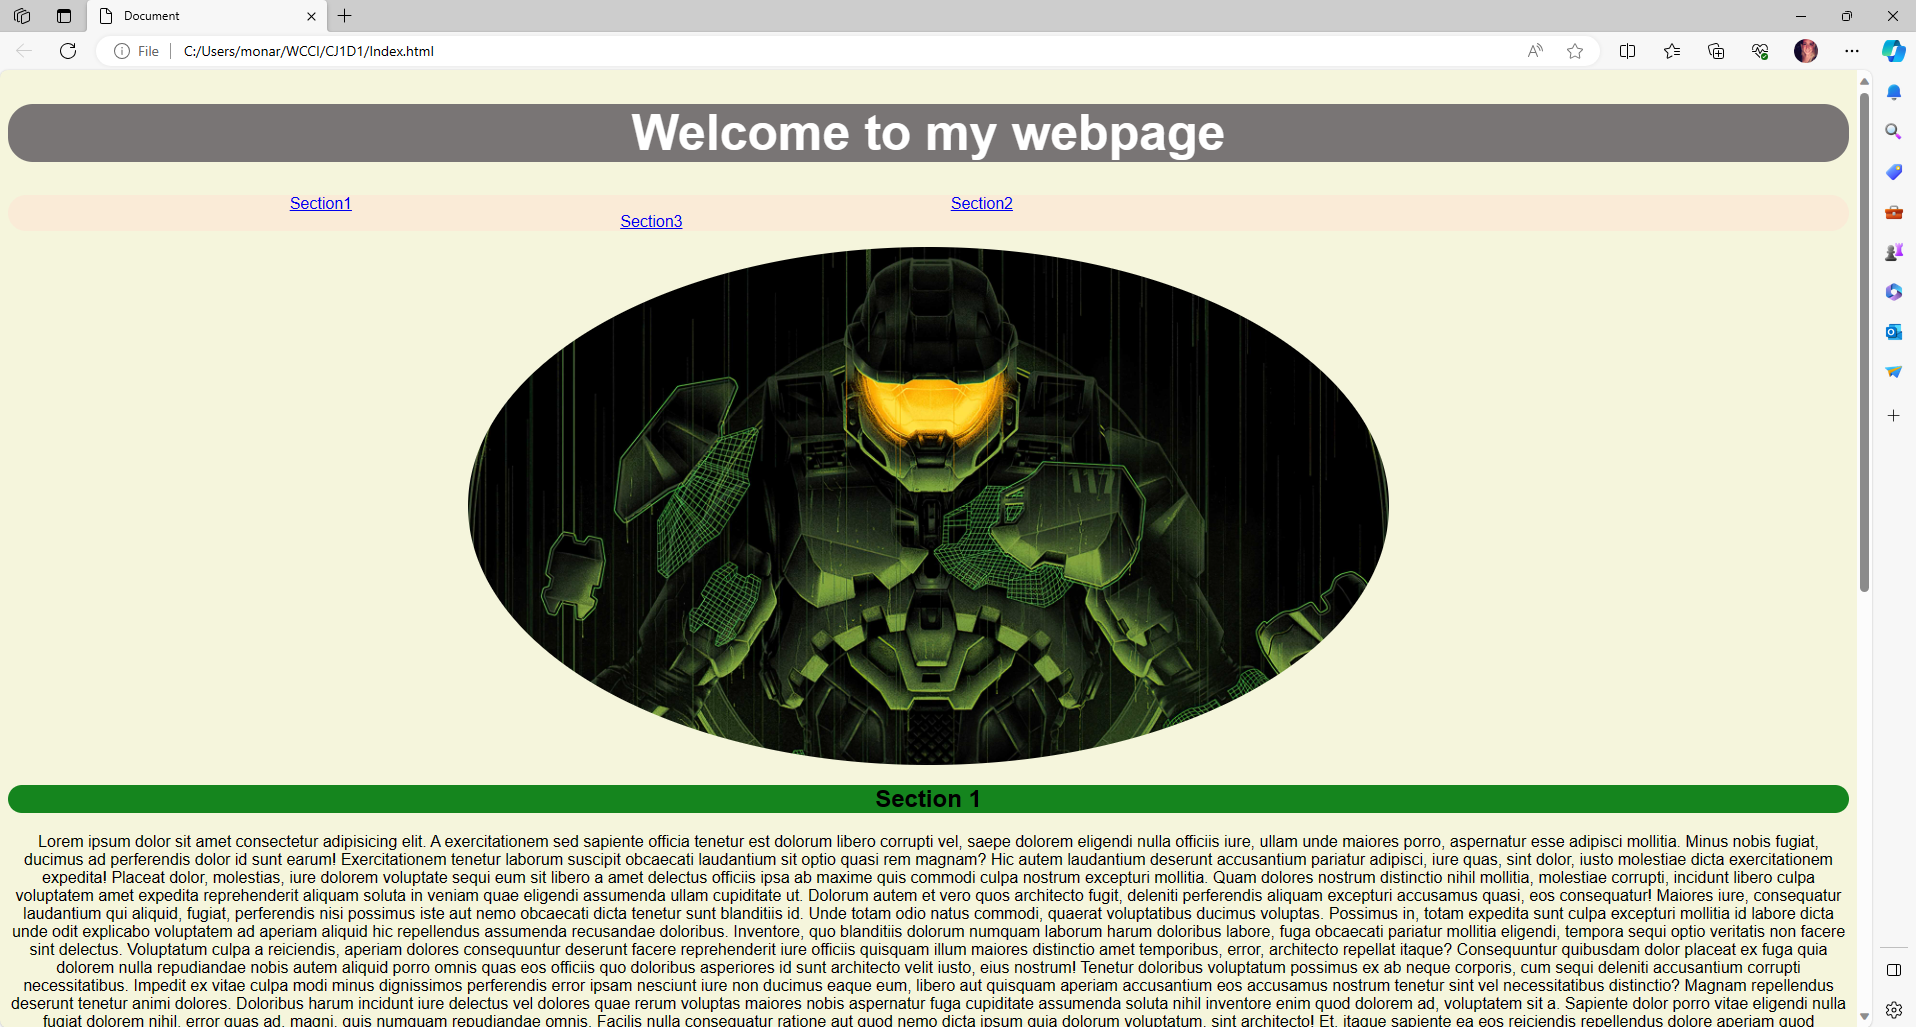 Document
File
C:/Users/monar/WCCI/CJ1D1/Index.html
Welcome to my webpage
Section1 Section2
Section3
117
Section 1
Lorem ipsum dolor sit amet consectetur adipisicing elit. A exercitationem sed sapiente officia tenetur est dolorum libero corrupti vel, saepe dolorem eligendi nulla officiis iure, ullam unde maiores porro, aspernatur esse adipisci mollitia. Minus nobis fugiat,
ducimus ad perferendis dolor id sunt earum! Exercitationem tenetur laborum suscipit obcaecati laudantium sit optio quasi rem magnam? Hic autem laudantium deserunt accusantium pariatur adipisci, iure quas, sint dolor, iusto molestiae dicta exercitationem
expedita! Placeat dolor, molestias, iure dolorem voluptate sequi eum sit libero a amet delectus officiis ipsa ab maxime quis commodi culpa nostrum excepturi mollitia. Quam dolores nostrum distinctio nihil mollitia, molestiae corrupti, incidunt libero culpa
voluptatem amet expedita reprehenderit aliquam soluta in veniam quae eligendi assumenda ullam cupiditate ut. Dolorum autem et vero quos architecto fugit, deleniti perferendis aliquam excepturi accusamus quasi, eos consequatur! Maiores iure, consequatur
laudantium qui aliquid, fugiat, perferendis nisi possimus iste aut nemo obcaecati dicta tenetur sunt blanditiis id. Unde totam odio natus commodi, quaerat voluptatibus ducimus voluptas. Possimus in, totam expedita sunt culpa excepturi mollitia id labore dicta
unde odit explicabo voluptatem ad aperiam aliquid hic repellendus assumenda recusandae doloribus. Inventore, quo blanditiis dolorum numquam laborum harum doloribus labore, fuga obcaecati pariatur mollitia eligendi, tempora sequi optio veritatis non facere
sint delectus. Voluptatum culpa a reiciendis, aperiam dolores consequuntur deserunt facere reprehenderit iure officiis quisquam illum maiores distinctio amet temporibus, error, architecto repellat itaque? Consequuntur quibusdam dolor placeat ex fuga quia
dolorem nulla repudiandae nobis autem aliquid porro omnis quas eos officiis quo doloribus asperiores id sunt architecto velit iusto, eius nostrum! Tenetur doloribus voluptatum possimus ex ab neque corporis, cum sequi deleniti accusantium corrupti
necessitatibus. Impedit ex vitae culpa modi minus dignissimos perferendis error ipsam nesciunt iure non ducimus eaque eum, libero aut quisquam aperiam accusantium eos accusamus nostrum tenetur sint vel necessitatibus distinctio? Magnam repellendus
deserunt tenetur animi dolores. Doloribus harum incidunt iure delectus vel dolores quae rerum voluptas maiores nobis aspernatur fuga cupiditate assumenda soluta nihil inventore enim quod dolorem ad, voluptatem sit a. Sapiente dolor porro vitae eligendi nulla
fugiat dolorem nihil, error quas ad, magni, quis numquam repudiandae omnis. Facilis nulla consequatur ratione aut quod nemo dicta ipsum quia dolorum voluptatum, sint architecto! Et, itaque sapiente ea eos reiciendis repellendus dolore aperiam quod